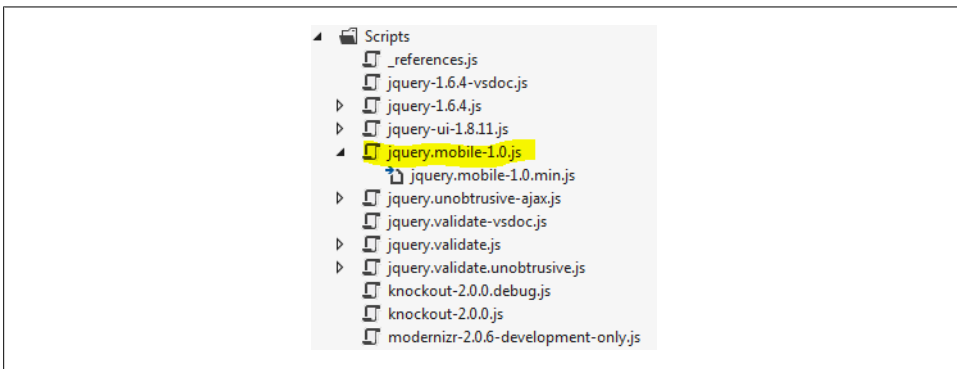 Scripts
_references.js
jquery-1.6.4-vsdoc.js
jquery-1.6.4.js
jquery-ui-1.8.11.js
jquery.mobile-1.0.js
jquery.mobile-1.0.min.js
jquery.unobtrusive-ajax.js
jquery.validate-vsdoc.js
jquery.validate.js
jquery.validate.unobtrusive.js
knockout-2.0.0.debug.js
knockout-2.0.0.js
modernizr-2.0.6-development-only.js